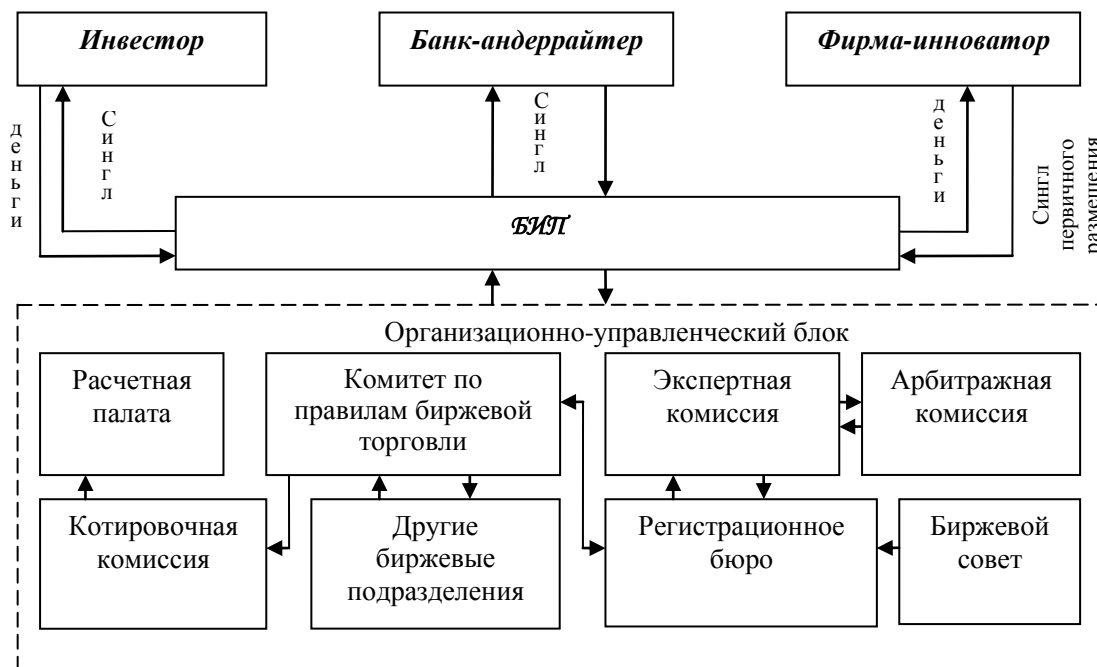 Инвестор
Банк-андеррайтер
Фирма-инноватор
деньги
Сингл
Сингл
деньги
Сингл
первичного
размещения
БИП
Организационно-управленческий блок
Расчетная
палата
Комитет по
правилам биржевой
торговли
Экспертная
комиссия
Арбитражная
комиссия
Котировочная
комиссия
Другие
биржевые
подразделения
Регистрационное
бюро
Биржевой
совет